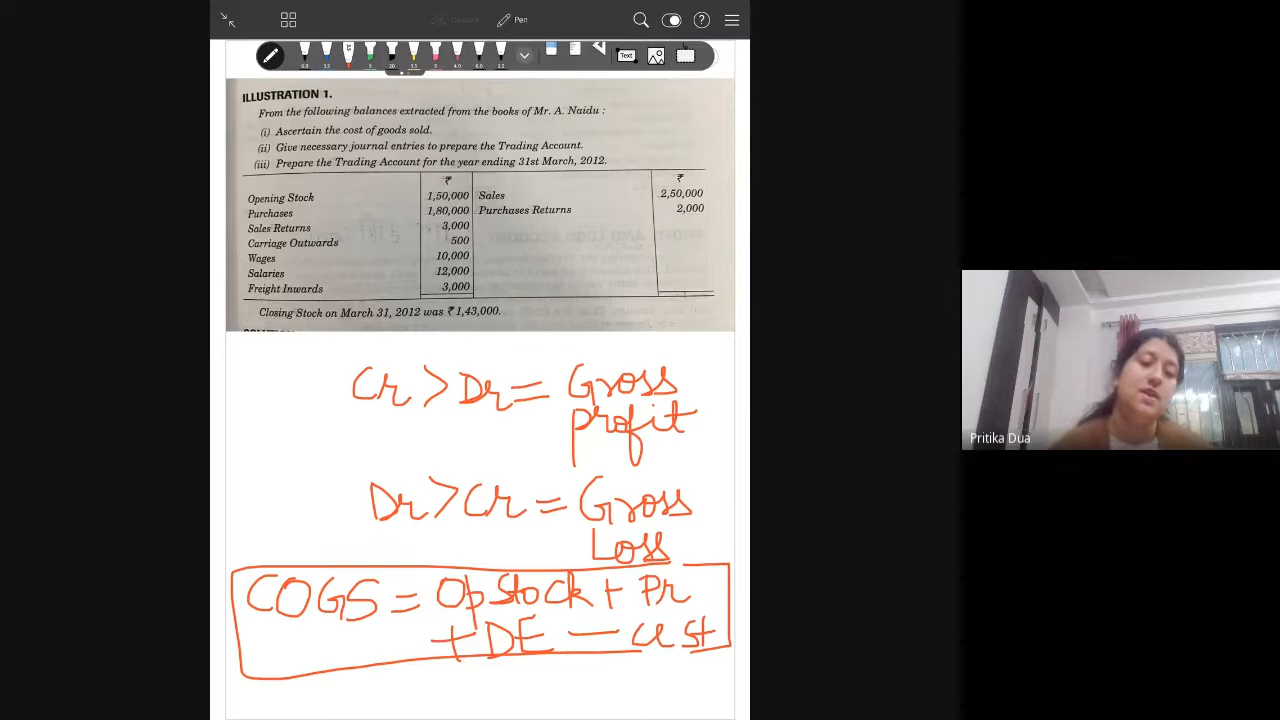 Pen
Text
ILLUSTRATION 1.
From the following balances extracted from the books of Mr. A. Naidu :
(i) Ascertain the cost of goods sold.
(ii) Give necessary journal entries to prepare the Trading Account.
(iii) Prepare the Trading Account for the year ending 31st March, 2012.
₹ ₹
Opening Stock 1,50,000 Sales 2,50,000
Purchases 1,80,000 Purchases Returns 2,000
Sales Returns 3,000
Carriage Outwards 500
Wages 10,000
Salaries 12,000
Freight Inwards 3,000
Closing Stock on March 31, 2012 was ₹ 1,43,000.
Cr > Dr = Gross
profit
Dr > Cr = Gross
Loss
COGS = Op Stock + Pr
+ DE — cl st
Pritika Dua